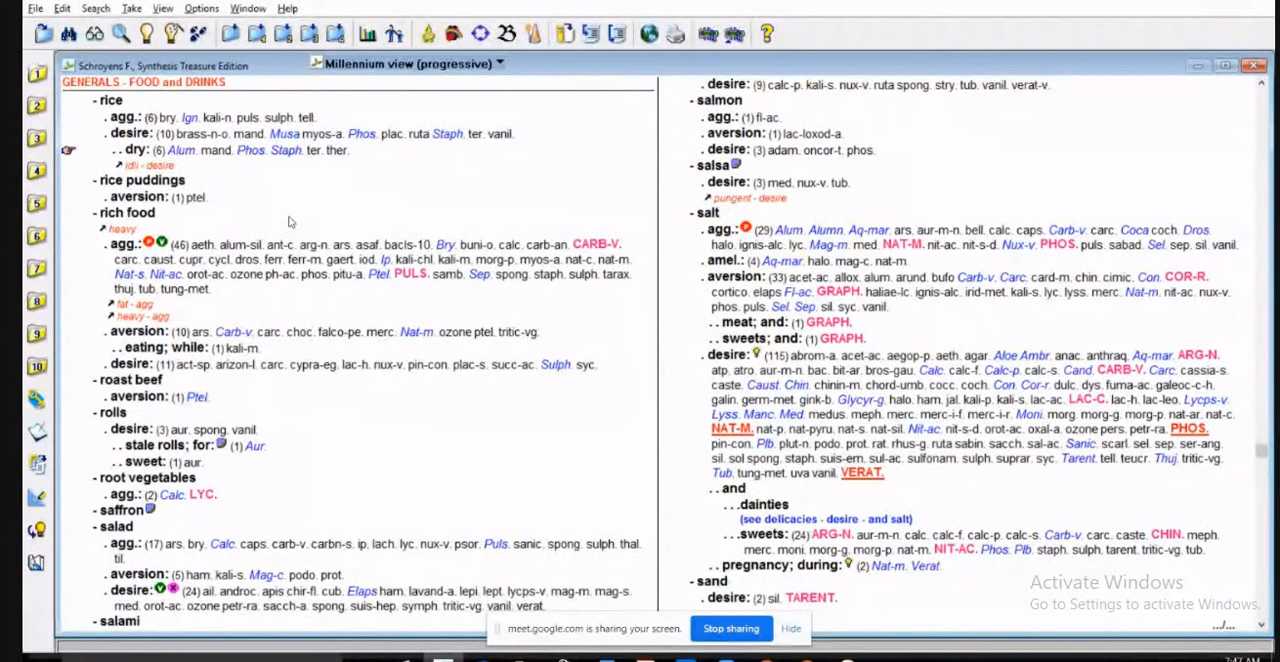 File Edit Search Take View Options Window Help
Schroyens F., Synthesis Treasure Edition
Millennium view (progressive)
GENERALS - FOOD and DRINKS
- rice
. agg.: (6) bry. Ign. kali-n. puls. sulph. tell.
. desire: (10) brass-n-o. mand. Musa myos-a. Phos. plac. ruta Staph. ter. vanil.
. . dry: (6) Alum. mand. Phos. Staph. ter. ther.
idli - desire
- rice puddings
. aversion: (1) ptel.
- rich food
heavy
. agg.: (46) aeth. alum-sil. ant-c. arg-n. ars. asaf. bacis-10. Bry. buni-o. calc. carb-an. CARB-V.
carc. caust. cupr. cycl. dros. ferr. ferr-m. gaert. iod. Ip. kali-chl. kali-m. morg-p. myos-a. nat-c. nat-m.
Nat-s. Nit-ac. orot-ac. ozone ph-ac. phos. pitu-a. Ptel. PULS. samb. Sep. spong. staph. sulph. tarax.
thuj. tub. tung-met.
fat - agg
heavy - agg.
. aversion: (10) ars. Carb-v. carc. choc. falco-pe. merc. Nat-m. ozone ptel. tritic-vg.
. . eating; while: (1) kali-m.
. desire: (11) act-sp. arizon-l. carc. cypra-eg. lac-h. nux-v. pin-con. plac-s. succ-ac. Sulph. syc.
- roast beef
. aversion: (1) Ptel.
- rolls
. desire: (3) aur. spong. vanil.
. . stale rolls; for: (1) Aur.
. . sweet: (1) aur.
- root vegetables
. agg.: (2) Calc. LYC.
- saffron
- salad
. agg.: (17) ars. bry. Calc. caps. carb-v. carbn-s. ip. lach. lyc. nux-v. psor. Puls. sanic. spong. sulph. thal.
til.
. aversion: (5) ham. kali-s. Mag-c. podo. prot.
. desire: (24) ail. androc. apis chir-fl. cub. Elaps ham. lavand-a. lepi. lept. lycps-v. mag-m. mag-s.
med. orot-ac. ozone petr-ra. sacch-a. spong. suis-hep. symph. tritic-vg. vanil. verat.
- salami
. desire: (9) calc-p. kali-s. nux-v. ruta spong. stry. tub. vanil. verat-v.
- salmon
. agg.: (1) fl-ac.
. aversion: (1) lac-loxod-a.
. desire: (3) adam. oncor-t. phos.
- salsa
. desire: (3) med. nux-v. tub.
pungent - desire
- salt
. agg.: (29) Alum. Alumn. Aq-mar. ars. aur-m-n. bell. calc. caps. Carb-v. carc. Coca coch. Dros.
halo. ignis-alc. lyc. Mag-m. med. NAT-M. nit-ac. nit-s-d. Nux-v. PHOS. puls. sabad. Sel. sep. sil. vanil.
. amel.: (4) Aq-mar. halo. mag-c. nat-m.
. aversion: (33) acet-ac. allox. alum. arund. bufo Carb-v. Carc. card-m. chin. cimic. Con. COR-R.
cortico. elaps Fl-ac. GRAPH. haliae-lc. ignis-alc. irid-met. kali-s. lyc. lyss. merc. Nat-m. nit-ac. nux-v.
phos. puls. Sel. Sep. sil. syc. vanil.
. . meat; and: (1) GRAPH.
. . sweets; and: (1) GRAPH.
. desire: (115) abrom-a. acet-ac. aegop-p. aeth. agar. Aloe Ambr. anac. anthraq. Aq-mar. ARG-N.
atp. atro. aur-m-n. bac. bit-ar. bros-gau. Calc. calc-f. Calc-p. calc-s. Cand. CARB-V. Carc. cassia-s.
caste. Caust. Chin. chinin-m. chord-umb. cocc. coch. Con. Cor-r. dulc. dys. fuma-ac. galeoc-c-h.
galin. germ-met. gink-b. Glycyr-g. halo. ham. jal. kali-p. kali-s. lac-ac. LAC-C. lac-h. lac-leo. Lycps-v.
Lyss. Manc. Med. medus. meph. merc. merc-i-f. merc-i-r. Moni. morg. morg-g. morg-p. nat-ar. nat-c.
NAT-M. nat-p. nat-pyru. nat-s. nat-sil. Nit-ac. nit-s-d. orot-ac. oxal-a. ozone pers. petr-ra. PHOS.
pin-con. Plb. plut-n. podo. prot. rat. rhus-g. ruta sabin. sacch. sal-ac. Sanic. scarl. sel. sep. ser-ang.
sil. sol spong. staph. suis-em. sul-ac. sulfonam. sulph. suprar. syc. Tarent. tell. teucr. Thuj. tritic-vg.
Tub. tung-met. uva vanil. VERAT.
. . and
. . . dainties
(see delicacies - desire - and salt)
. . . sweets: (24) ARG-N. aur-m-n. calc. calc-f. calc-p. calc-s. Carb-v. carc. caste. CHIN. meph.
merc. moni. morg-g. morg-p. nat-m. NIT-AC. Phos. Plb. staph. sulph. tarent. tritic-vg. tub.
. . pregnancy; during: (2) Nat-m. Verat.
- sand
. desire: (2) sil. TARENT.
.../...
Activate Windows
Go to Settings to activate Windows.
meet.google.com is sharing your screen. Stop sharing Hide
1
2
3
4
5
6
7
8
9
10